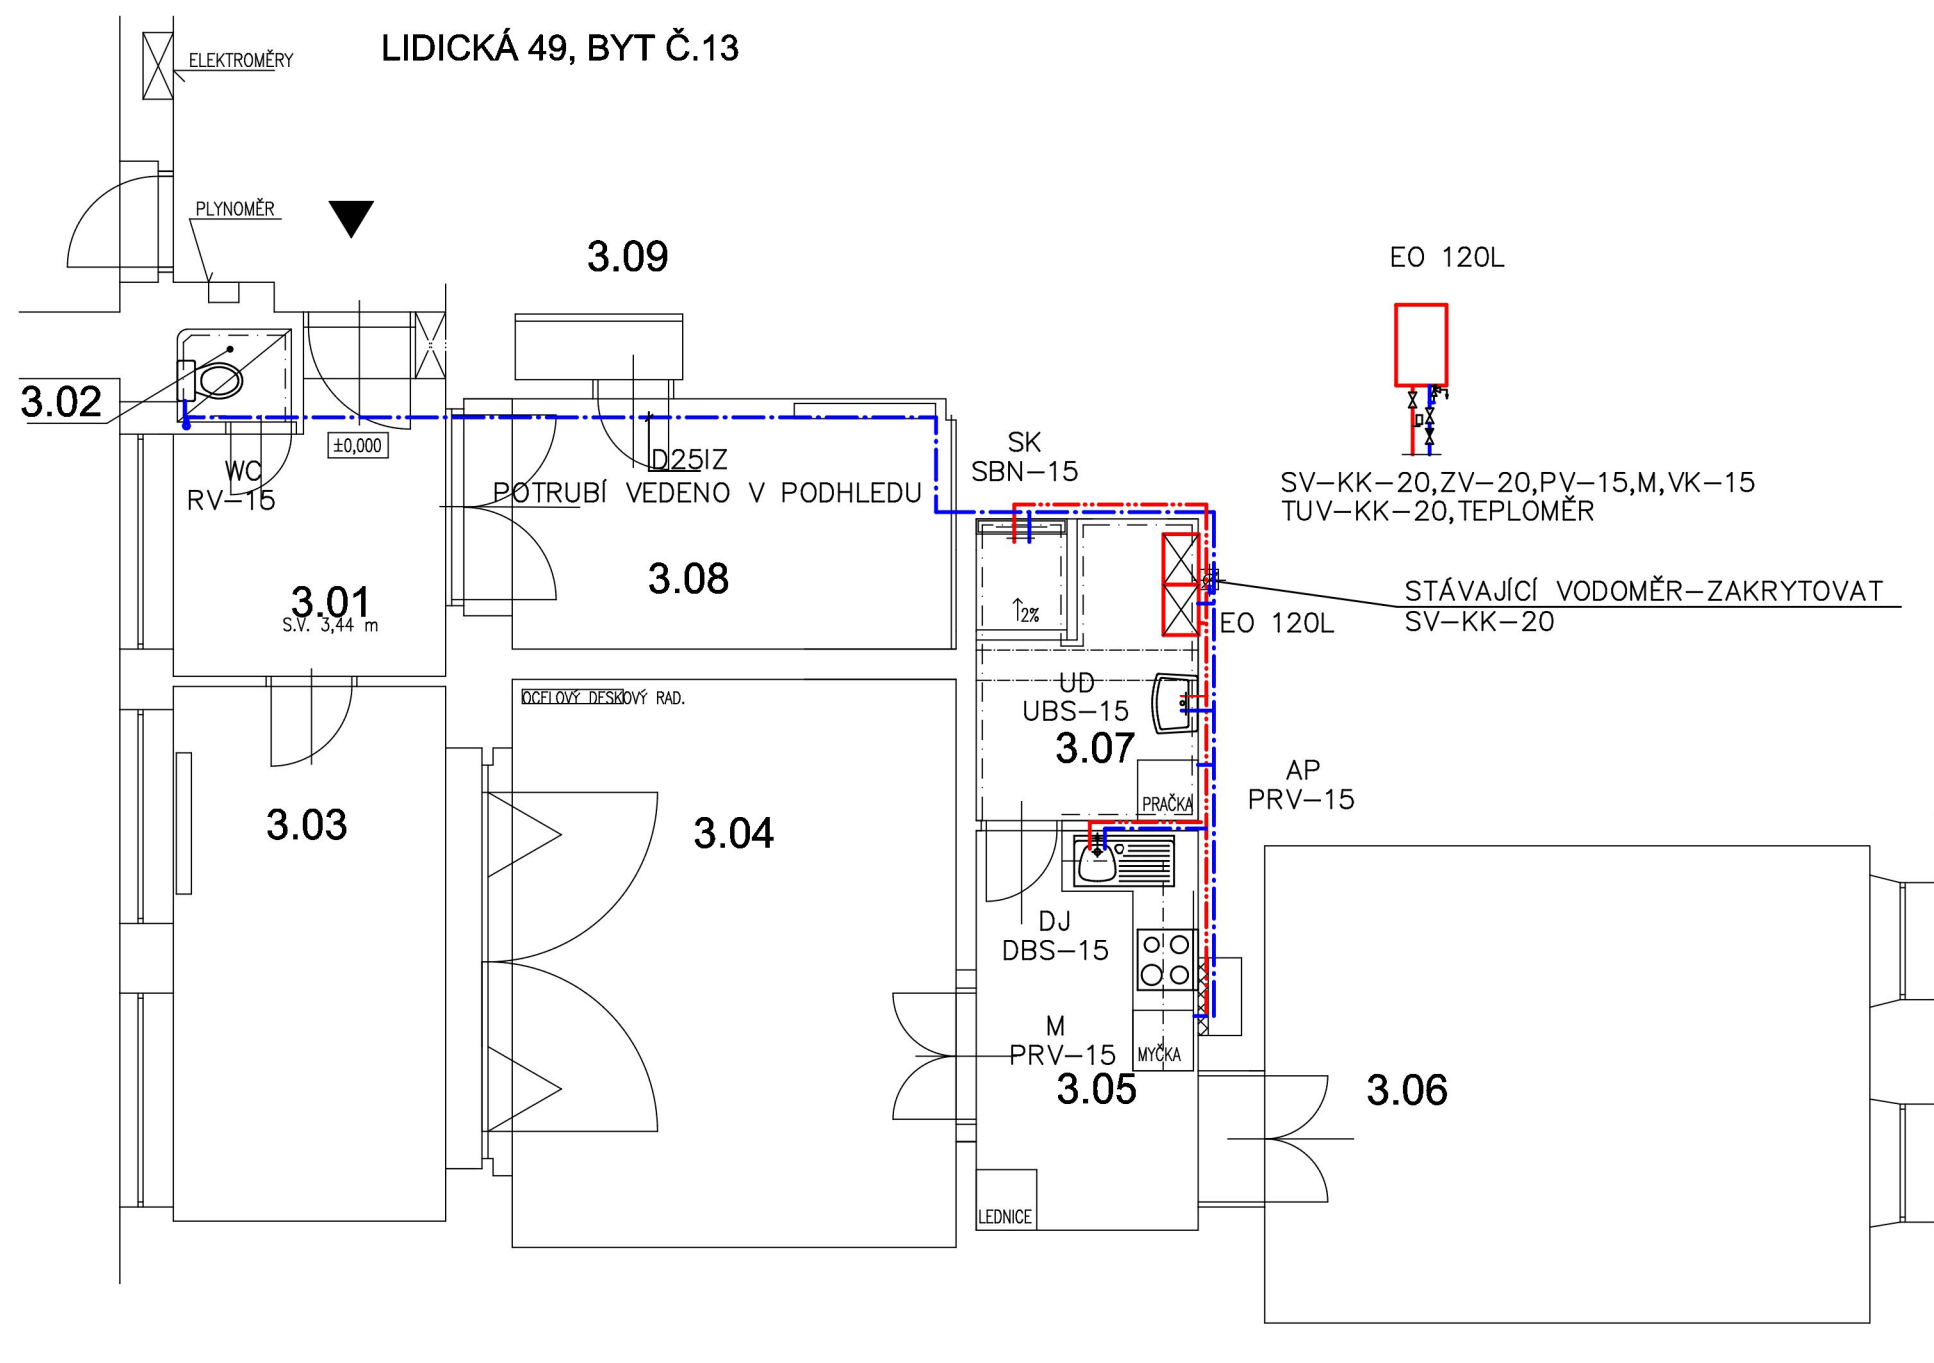 LIDICKÁ 49, BYT Č.13
ELEKTROMĚRY
PLYNOMĚR
3.09
EO 120L
3.02
±0,000
WC
RV-15
D25IZ
POTRUBÍ VEDENO V PODHLEDU
SK
SBN-15
SV-KK-20,ZV-20,PV-15,M,VK-15
TUV-KK-20,TEPLOMĚR
3.08
3.01
S.V. 3,44 m
2%
STÁVAJÍCÍ VODOMĚR-ZAKRYTOVAT
SV-KK-20
EO 120L
OCELOVÝ DESKOVÝ RAD.
UD
UBS-15
3.07
AP
PRV-15
PRAČKA
3.03
3.04
DJ
DBS-15
M
PRV-15
MYČKA
3.05
3.06
LEDNICE